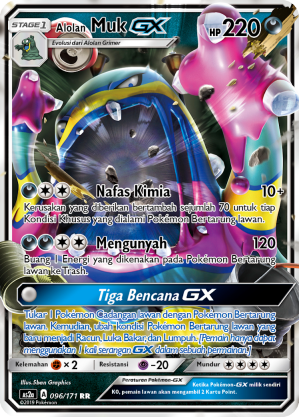 STAGE 1 Alolan Muk GX HP 220
Evolusi dari Alolan Grimer
Nafas Kimia 10+
Kerusakan yang diberikan bertambah sejumlah 70 untuk tiap
Kondisi Khusus yang dialami Pokémon Bertarung lawan.
Mengunyah 120
Buang 1 Energi yang dikenakan pada Pokémon Bertarung
lawan ke Trash.
Tiga Bencana GX
Tukar 1 Pokémon Cadangan lawan dengan Pokémon Bertarung
lawan. Kemudian, ubah kondisi Pokémon Bertarung lawan yang
baru menjadi Racun, Luka Bakar, dan Lumpuh. [Pemain hanya dapat
menggunakan 1 kali serangan GX dalam sebuah permainan.]
Kelemahan ×2 Resistansi -20 Mundur
Illus. 5ban Graphics
Peraturan Pokémon-GX
Ketika Pokémon-GX milik sendiri
KO, pemain lawan akan mendapatkan 2 Kartu Point.
A 096/171 RR
©2019 Pokémon